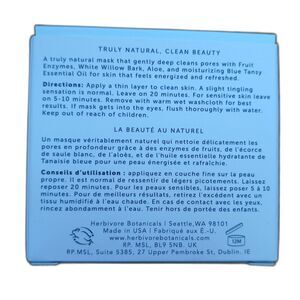 TRULY NATURAL, CLEAN BEAUTY
A truly natural mask that gently deep cleans pores with Fruit
Enzymes, White Willow Bark, Aloe, and moisturizing Blue Tansy
Essential Oil for skin that feels energized and refreshed.
Directions: Apply a thin layer to clean skin. A slight tingling
sensation is normal. Leave on 20 minutes. For sensitive skin leave
on 5-10 minutes. Remove with warm wet washcloth for best
results. If mask gets into the eyes, flush thoroughly with water.
Keep out of reach of children.
LA BEAUTÉ AU NATUREL
Un masque véritablement naturel qui nettoie délicatement les
pores en profondeur grâce à des enzymes de fruits, de l'écorce
de saule blanc, de l'aloès, et de l'huile essentielle hydratante de
Tanaisie bleue pour une peau énergisée et rafraîchie.
Conseils d'utilisation : appliquez en couche fine sur la peau
propre. Il est normal de ressentir de légers picotements. Laissez
reposer 20 minutes. Pour les peaux sensibles, laissez poser 5 à 10
minutes. Pour de meilleurs résultats, retirez l'excédent avec un
tissu humidifié à l'eau chaude. En cas de contact avec les yeux,
rincez abondamment à l'eau. Tenir hors de portée des enfants.
Herbivore Botanicals | Seattle, WA 98101
Made in USA / Fabriqué aux É.-U.
RP. MSL, BL9 5NB, UK
www.herbivorebotanicals.com
RP.MSL, Suite 5385, 27 Upper Pembroke St, Dublin, IE
12M